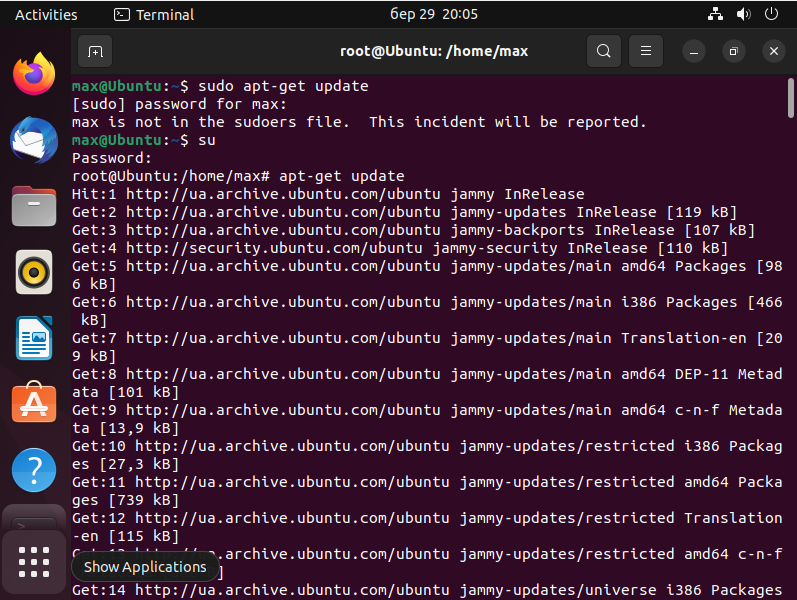 Activities Terminal бер 29 20:05
root@Ubuntu: /home/max
max@Ubuntu:~$ sudo apt-get update
[sudo] password for max:
max is not in the sudoers file.  This incident will be reported.
max@Ubuntu:~$ su
Password:
root@Ubuntu:/home/max# apt-get update
Hit:1 http://ua.archive.ubuntu.com/ubuntu jammy InRelease
Get:2 http://ua.archive.ubuntu.com/ubuntu jammy-updates InRelease [119 kB]
Get:3 http://ua.archive.ubuntu.com/ubuntu jammy-backports InRelease [107 kB]
Get:4 http://security.ubuntu.com/ubuntu jammy-security InRelease [110 kB]
Get:5 http://ua.archive.ubuntu.com/ubuntu jammy-updates/main amd64 Packages [98
6 kB]
Get:6 http://ua.archive.ubuntu.com/ubuntu jammy-updates/main i386 Packages [466
 kB]
Get:7 http://ua.archive.ubuntu.com/ubuntu jammy-updates/main Translation-en [20
9 kB]
Get:8 http://ua.archive.ubuntu.com/ubuntu jammy-updates/main amd64 DEP-11 Metad
ata [101 kB]
Get:9 http://ua.archive.ubuntu.com/ubuntu jammy-updates/main amd64 c-n-f Metada
ta [13,9 kB]
Get:10 http://ua.archive.ubuntu.com/ubuntu jammy-updates/restricted i386 Packag
es [27,3 kB]
Get:11 http://ua.archive.ubuntu.com/ubuntu jammy-updates/restricted amd64 Packa
ges [739 kB]
Get:12 http://ua.archive.ubuntu.com/ubuntu jammy-updates/restricted Translation
-en [115 kB]
.archive.ubuntu.com/ubuntu jammy-updates/restricted amd64 c-n-f
Show Applications ]
Get:14 http://ua.archive.ubuntu.com/ubuntu jammy-updates/universe i386 Packages